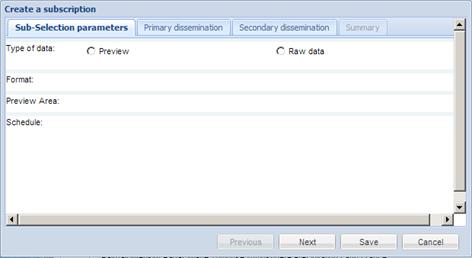 Create a subscription
Sub-Selection parameters Primary dissemination Secondary dissemination Summary
Type of data: Preview Raw data
Format:
Preview Area:
Schedule:
Previous Next Save Cancel